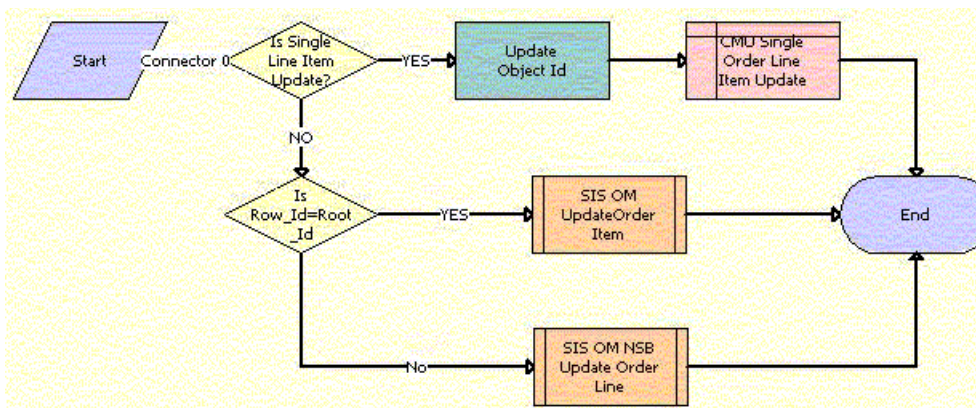 Start
Connector 0
Is Single
Line Item
Update?
YES
Update
Object Id
CMU Single
Order Line
Item Update
NO
Is
Row_Id=Root
_Id
YES
SIS OM
UpdateOrder
Item
End
No
SIS OM NSB
Update Order
Line